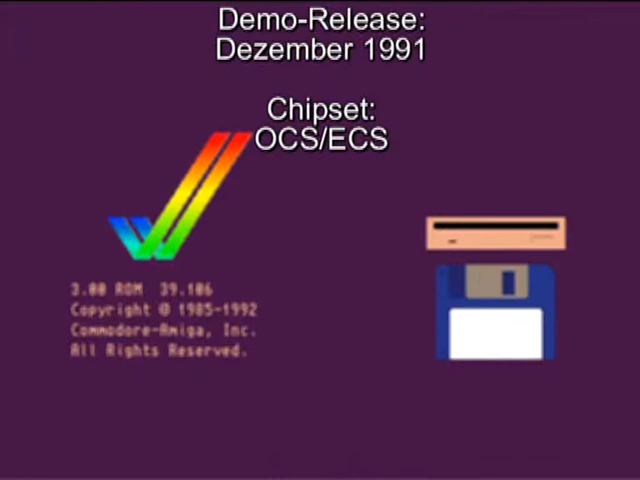 Demo-Release:
Dezember 1991
Chipset:
OCS/ECS
3.00 ROM 39.106
Copyright © 1985-1992
Commodore-Amiga, Inc.
All Rights Reserved.